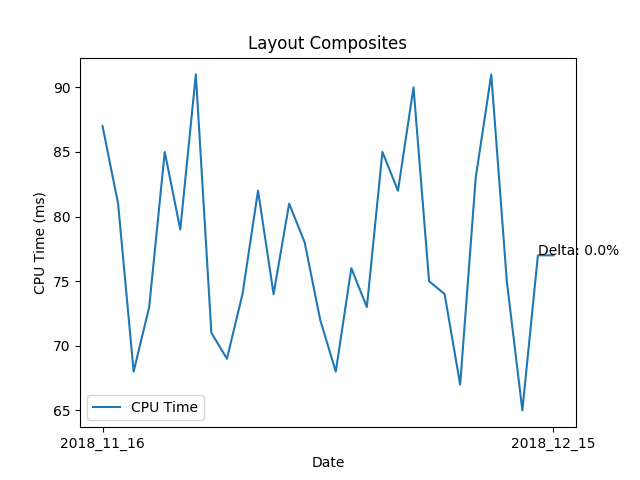 Layout Composites
90
85
80
75
70
65
CPU Time (ms)
Delta: 0.0%
CPU Time
2018_11_16
2018_12_15
Date